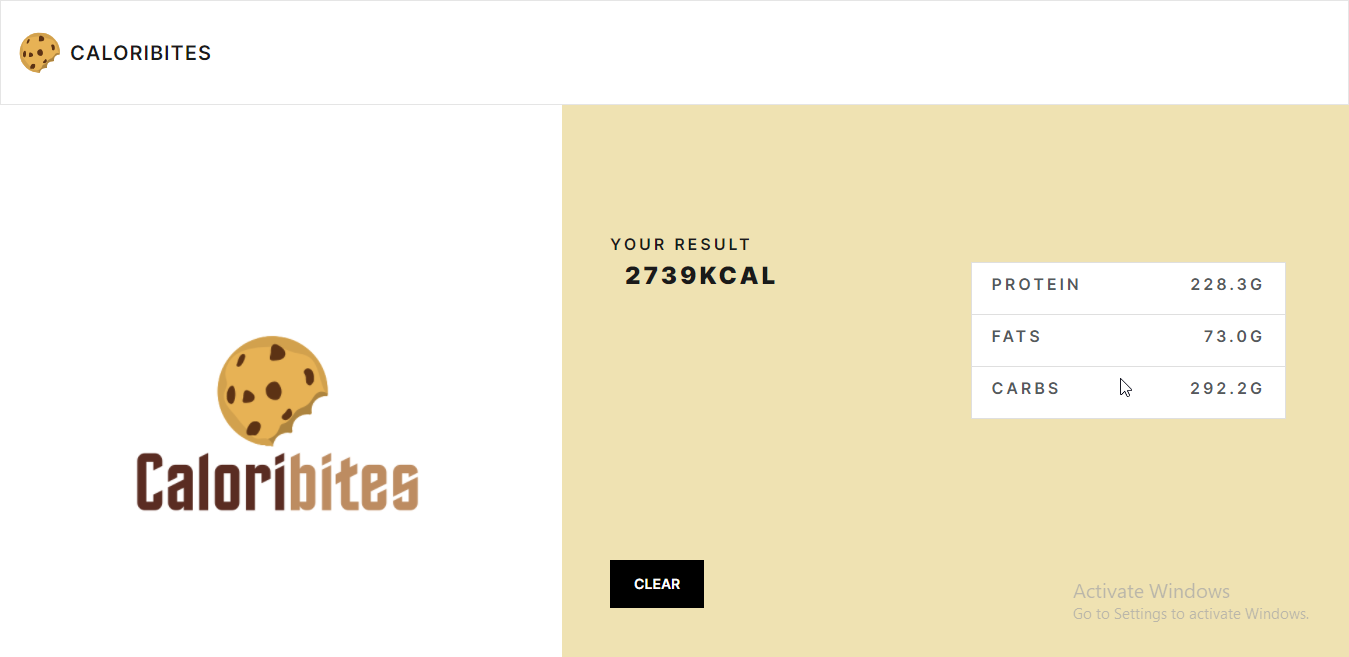 CALORIBITES
YOUR RESULT
2739KCAL
PROTEIN 228.3G
FATS 73.0G
CARBS 292.2G
Caloribites
CLEAR
Activate Windows
Go to Settings to activate Windows.